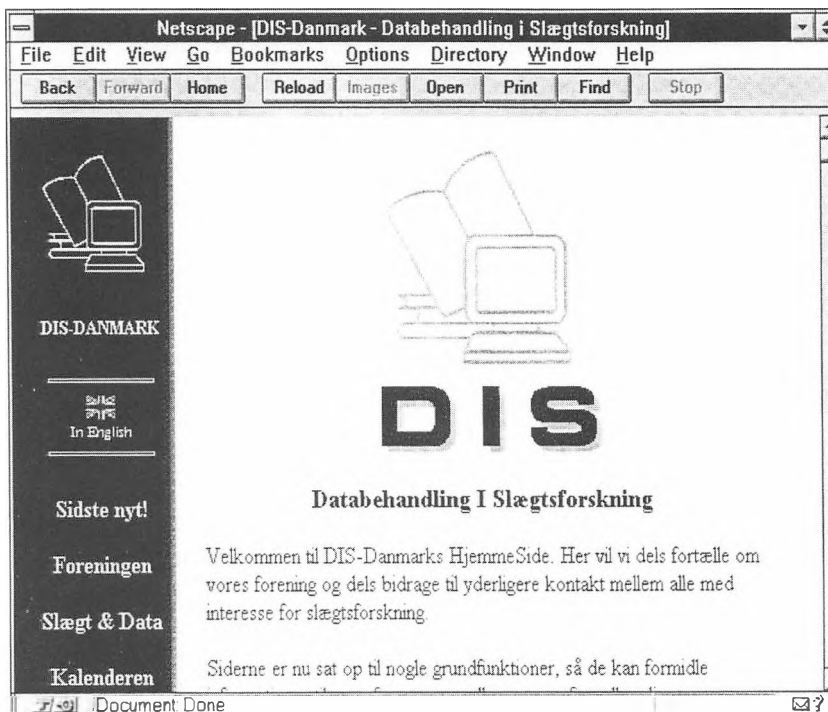 Netscape - [DIS-Danmark - Databehandling i Slægtsforskning]
File Edit View Go Bookmarks Options Directory Window Help
Back Forward Home Reload Images Open Print Find Stop
DIS-DANMARK
In English
Sidste nyt!
Foreningen
Slægt & Data
Kalenderen
DIS
Databehandling I Slægtsforskning
Velkommen til DIS-Danmarks HjemmeSide. Her vil vi dels fortælle om
vores forening og dels bidrage til yderligere kontakt mellem alle med
interesse for slægtsforskning.
Siderne er nu sat op til nogle grundfunktioner, så de kan formidle
Document: Done